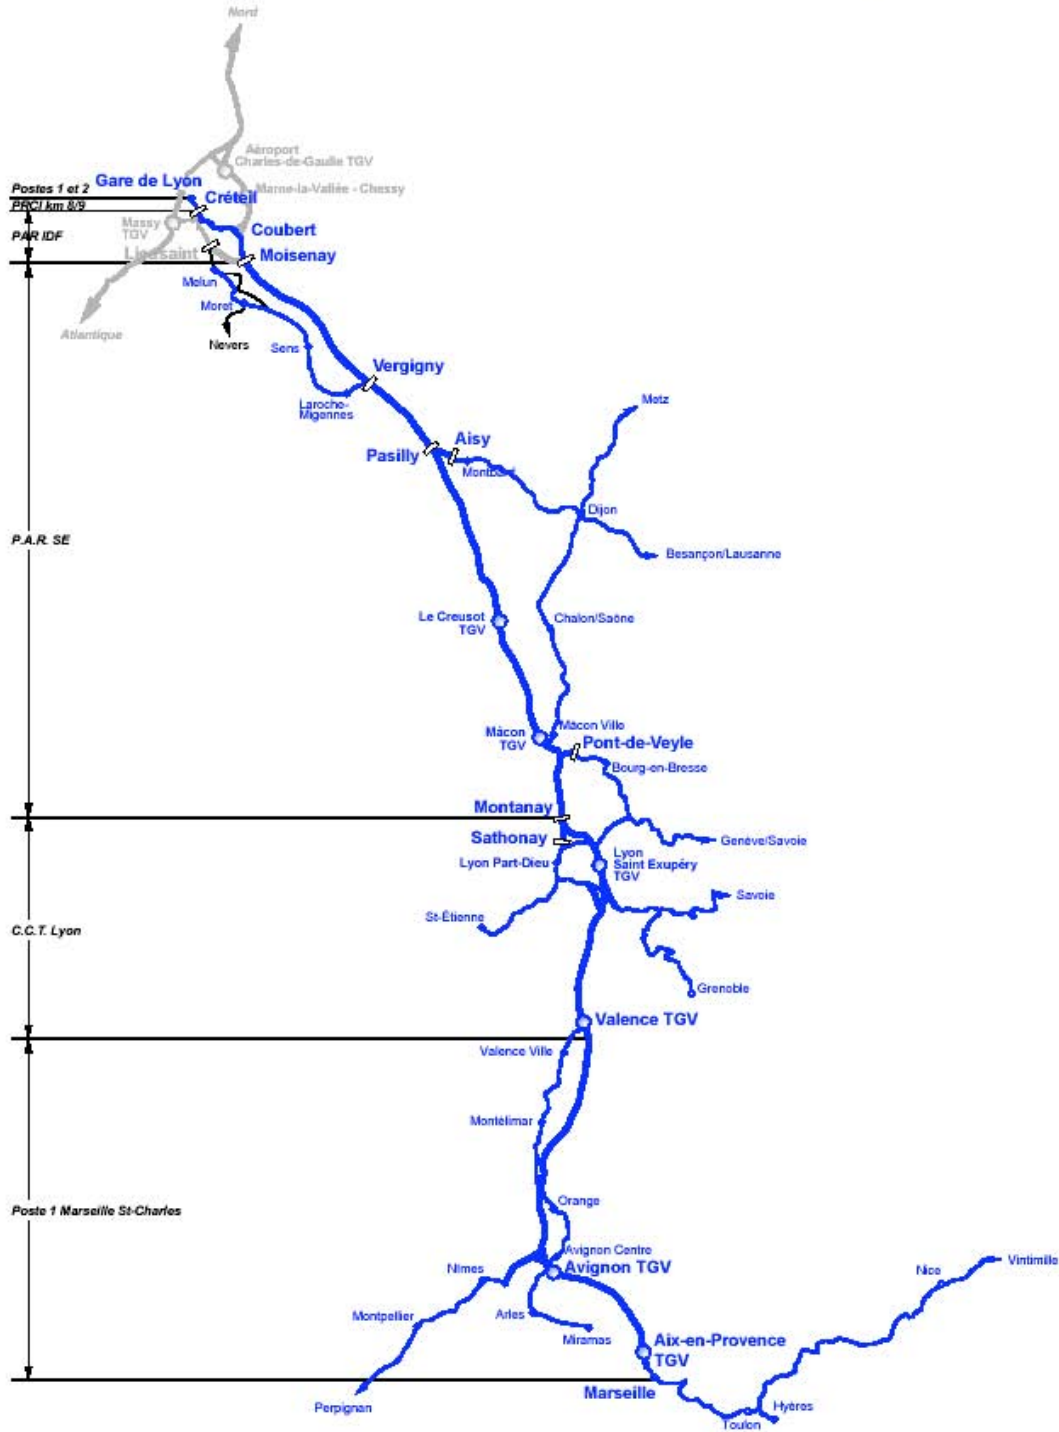 Nord
Aéroport
Charles-de-Gaulle TGV
Gare de Lyon
Postes 1 et 2
Marne-la-Vallée - Chessy
Créteil
PRCI km 8/9
Massy
TGV
Coubert
PAR IDF
Lieusaint
Moisenay
Melun
Moret
Atlantique
Nevers
Sens
Vergigny
Laroche-
Migennes
Metz
Aisy
Pasilly
Montbard
Dijon
P.A.R. SE
Besançon/Lausanne
Le Creusot
TGV
Chalon/Saône
Mâcon Ville
Mâcon
TGV
Pont-de-Veyle
Bourg-en-Bresse
Montanay
Sathonay
Genève/Savoie
Lyon Part-Dieu
Lyon
Saint Exupéry
TGV
Savoie
St-Étienne
C.C.T. Lyon
Grenoble
Valence TGV
Valence Ville
Montélimar
Orange
Poste 1 Marseille St-Charles
Avignon Centre
Avignon TGV
Nîmes
Vintimille
Nice
Montpellier
Arles
Miramas
Aix-en-Provence
TGV
Marseille
Perpignan
Hyères
Toulon